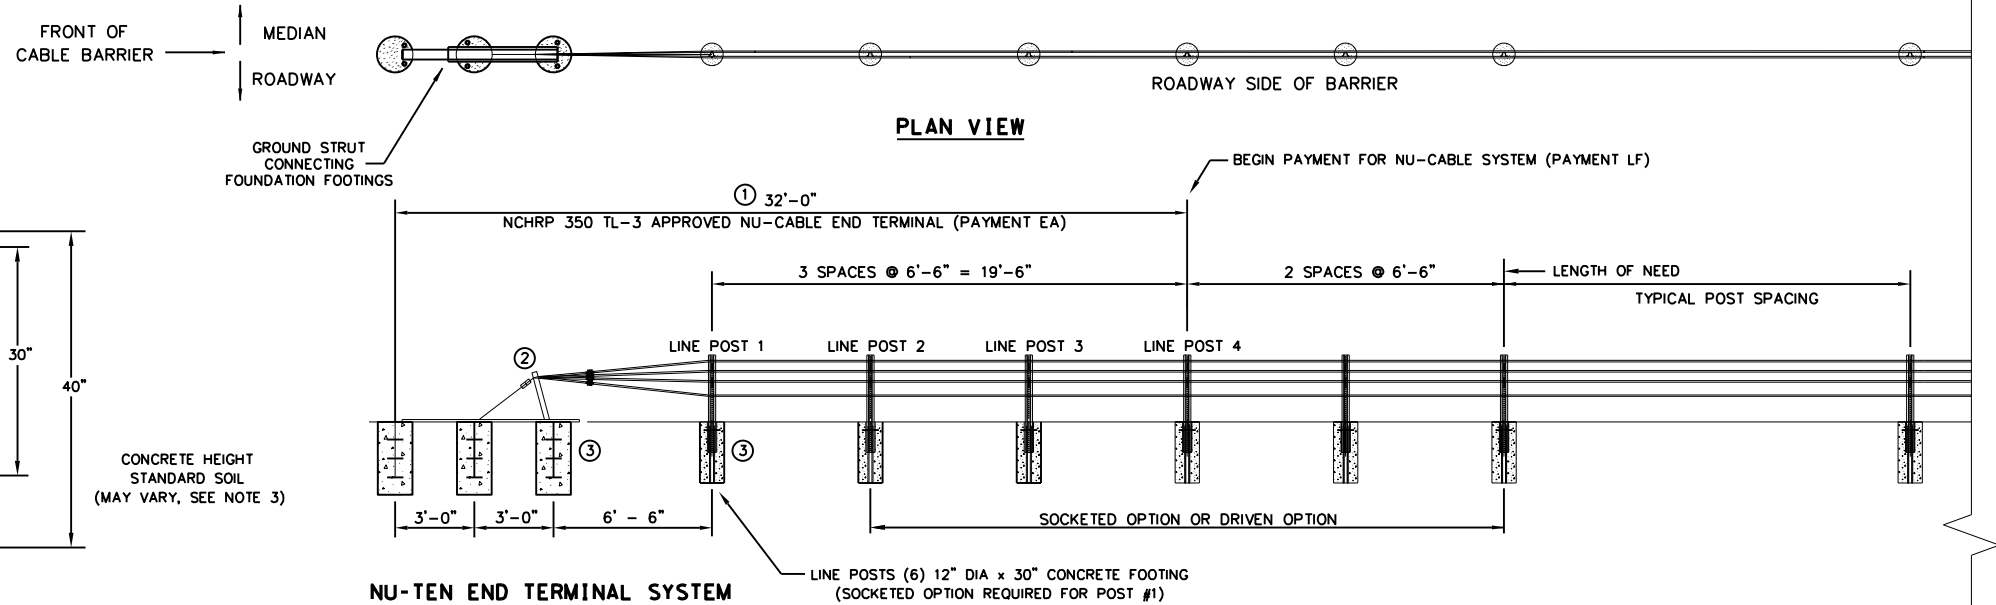 FRONT OF
CABLE BARRIER
MEDIAN
ROADWAY
ROADWAY SIDE OF BARRIER
PLAN VIEW
GROUND STRUT
CONNECTING
FOUNDATION FOOTINGS
BEGIN PAYMENT FOR NU-CABLE SYSTEM (PAYMENT LF)
1 32'-0"
NCHRP 350 TL-3 APPROVED NU-CABLE END TERMINAL (PAYMENT EA)
3 SPACES @ 6'-6" = 19'-6"
2 SPACES @ 6'-6"
LENGTH OF NEED
TYPICAL POST SPACING
30"
40"
2
LINE POST 1
LINE POST 2
LINE POST 3
LINE POST 4
3
3
CONCRETE HEIGHT
STANDARD SOIL
(MAY VARY, SEE NOTE 3)
3'-0"
3'-0"
6' - 6"
SOCKETED OPTION OR DRIVEN OPTION
LINE POSTS (6) 12" DIA x 30" CONCRETE FOOTING
(SOCKETED OPTION REQUIRED FOR POST #1)
NU-TEN END TERMINAL SYSTEM